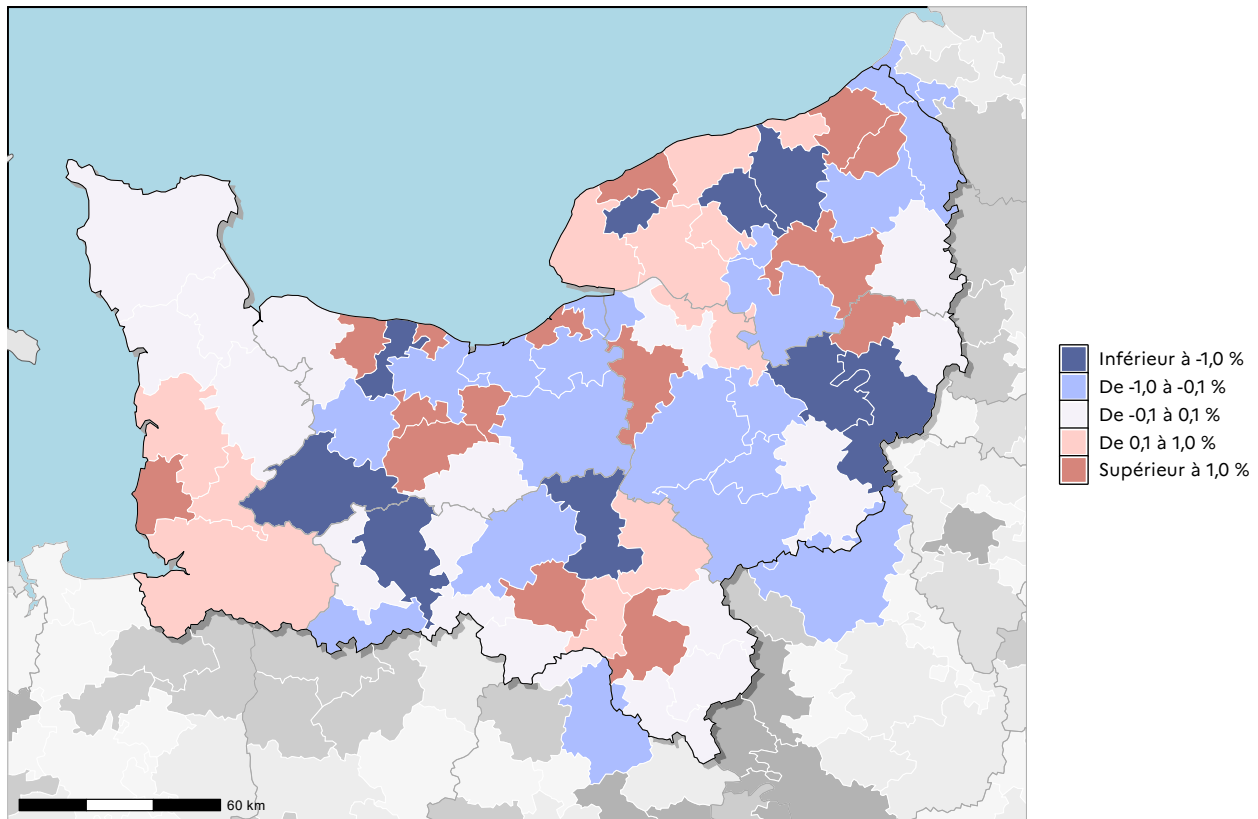 Inférieur à -1,0 %
De -1,0 à -0,1 %
De -0,1 à 0,1 %
De 0,1 à 1,0 %
Supérieur à 1,0 %
60 km